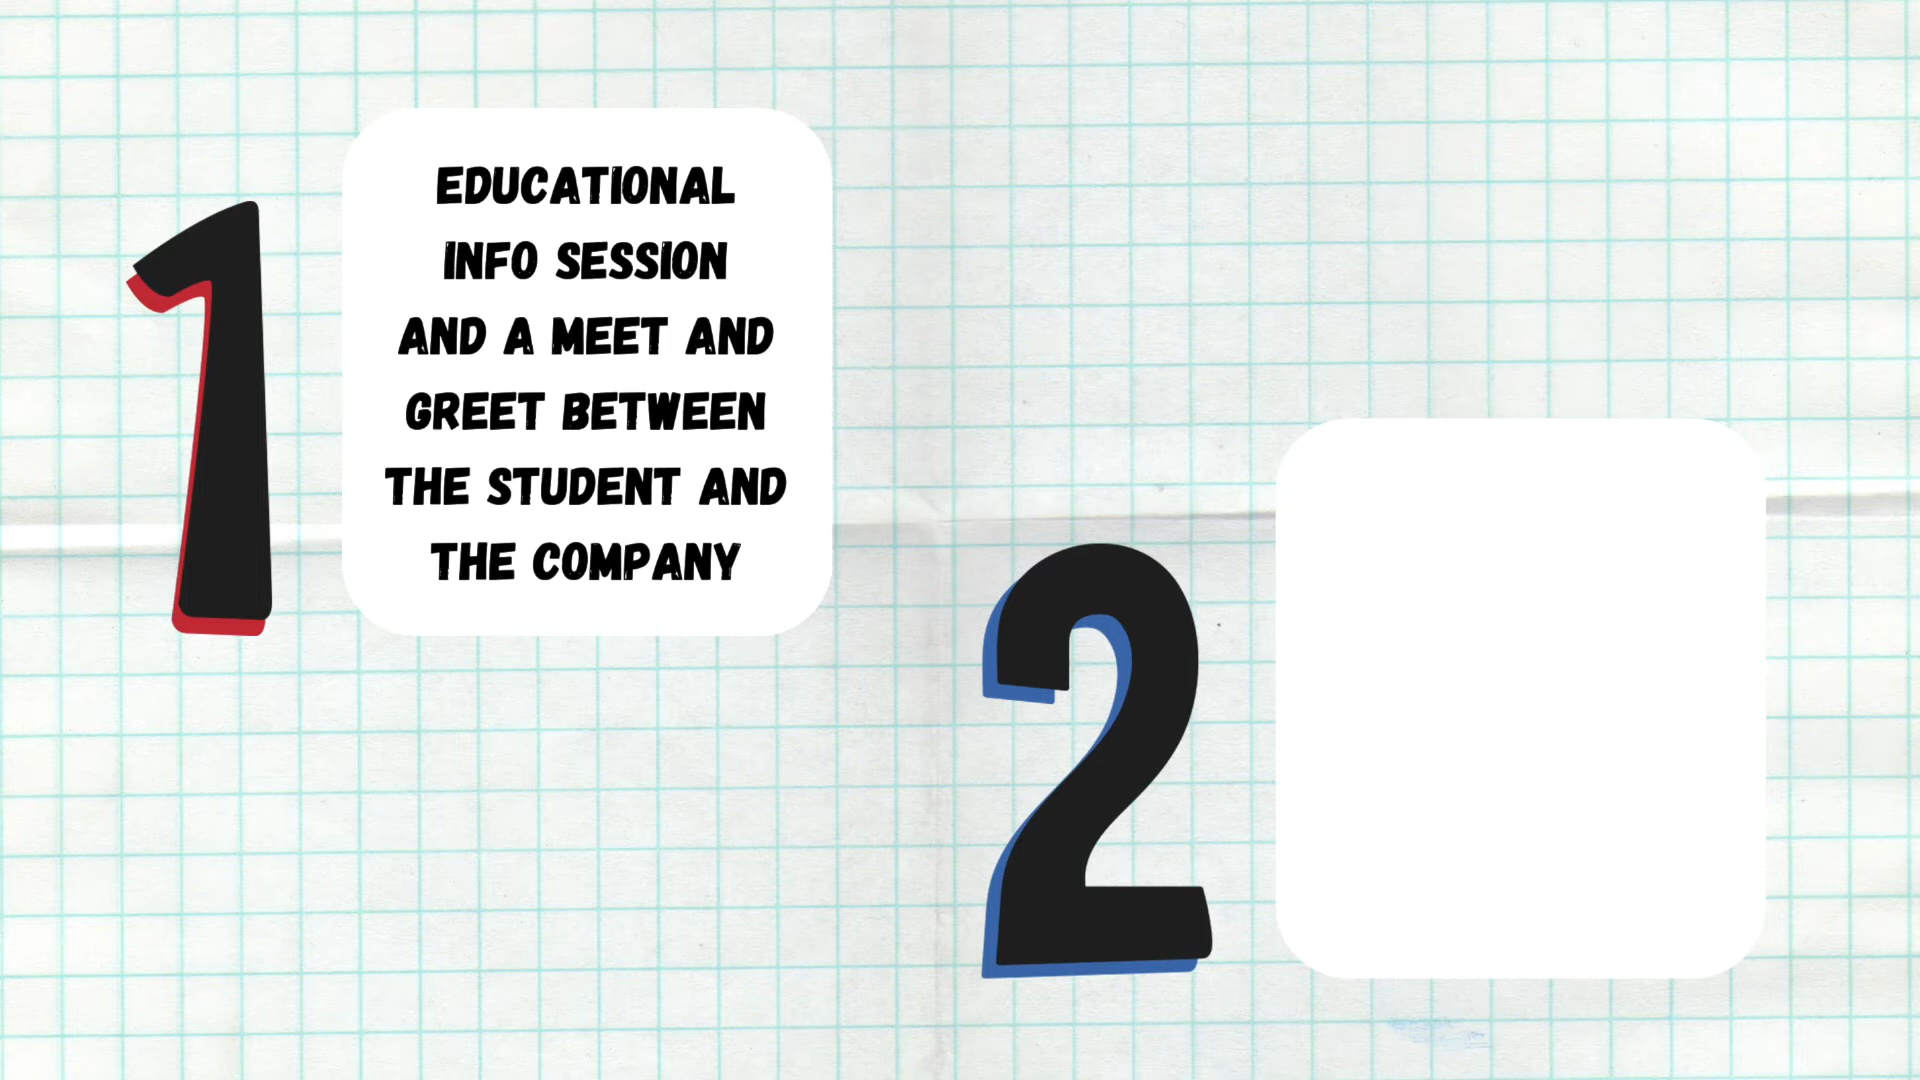 1
EDUCATIONAL
INFO SESSION
AND A MEET AND
GREET BETWEEN
THE STUDENT AND
THE COMPANY
2